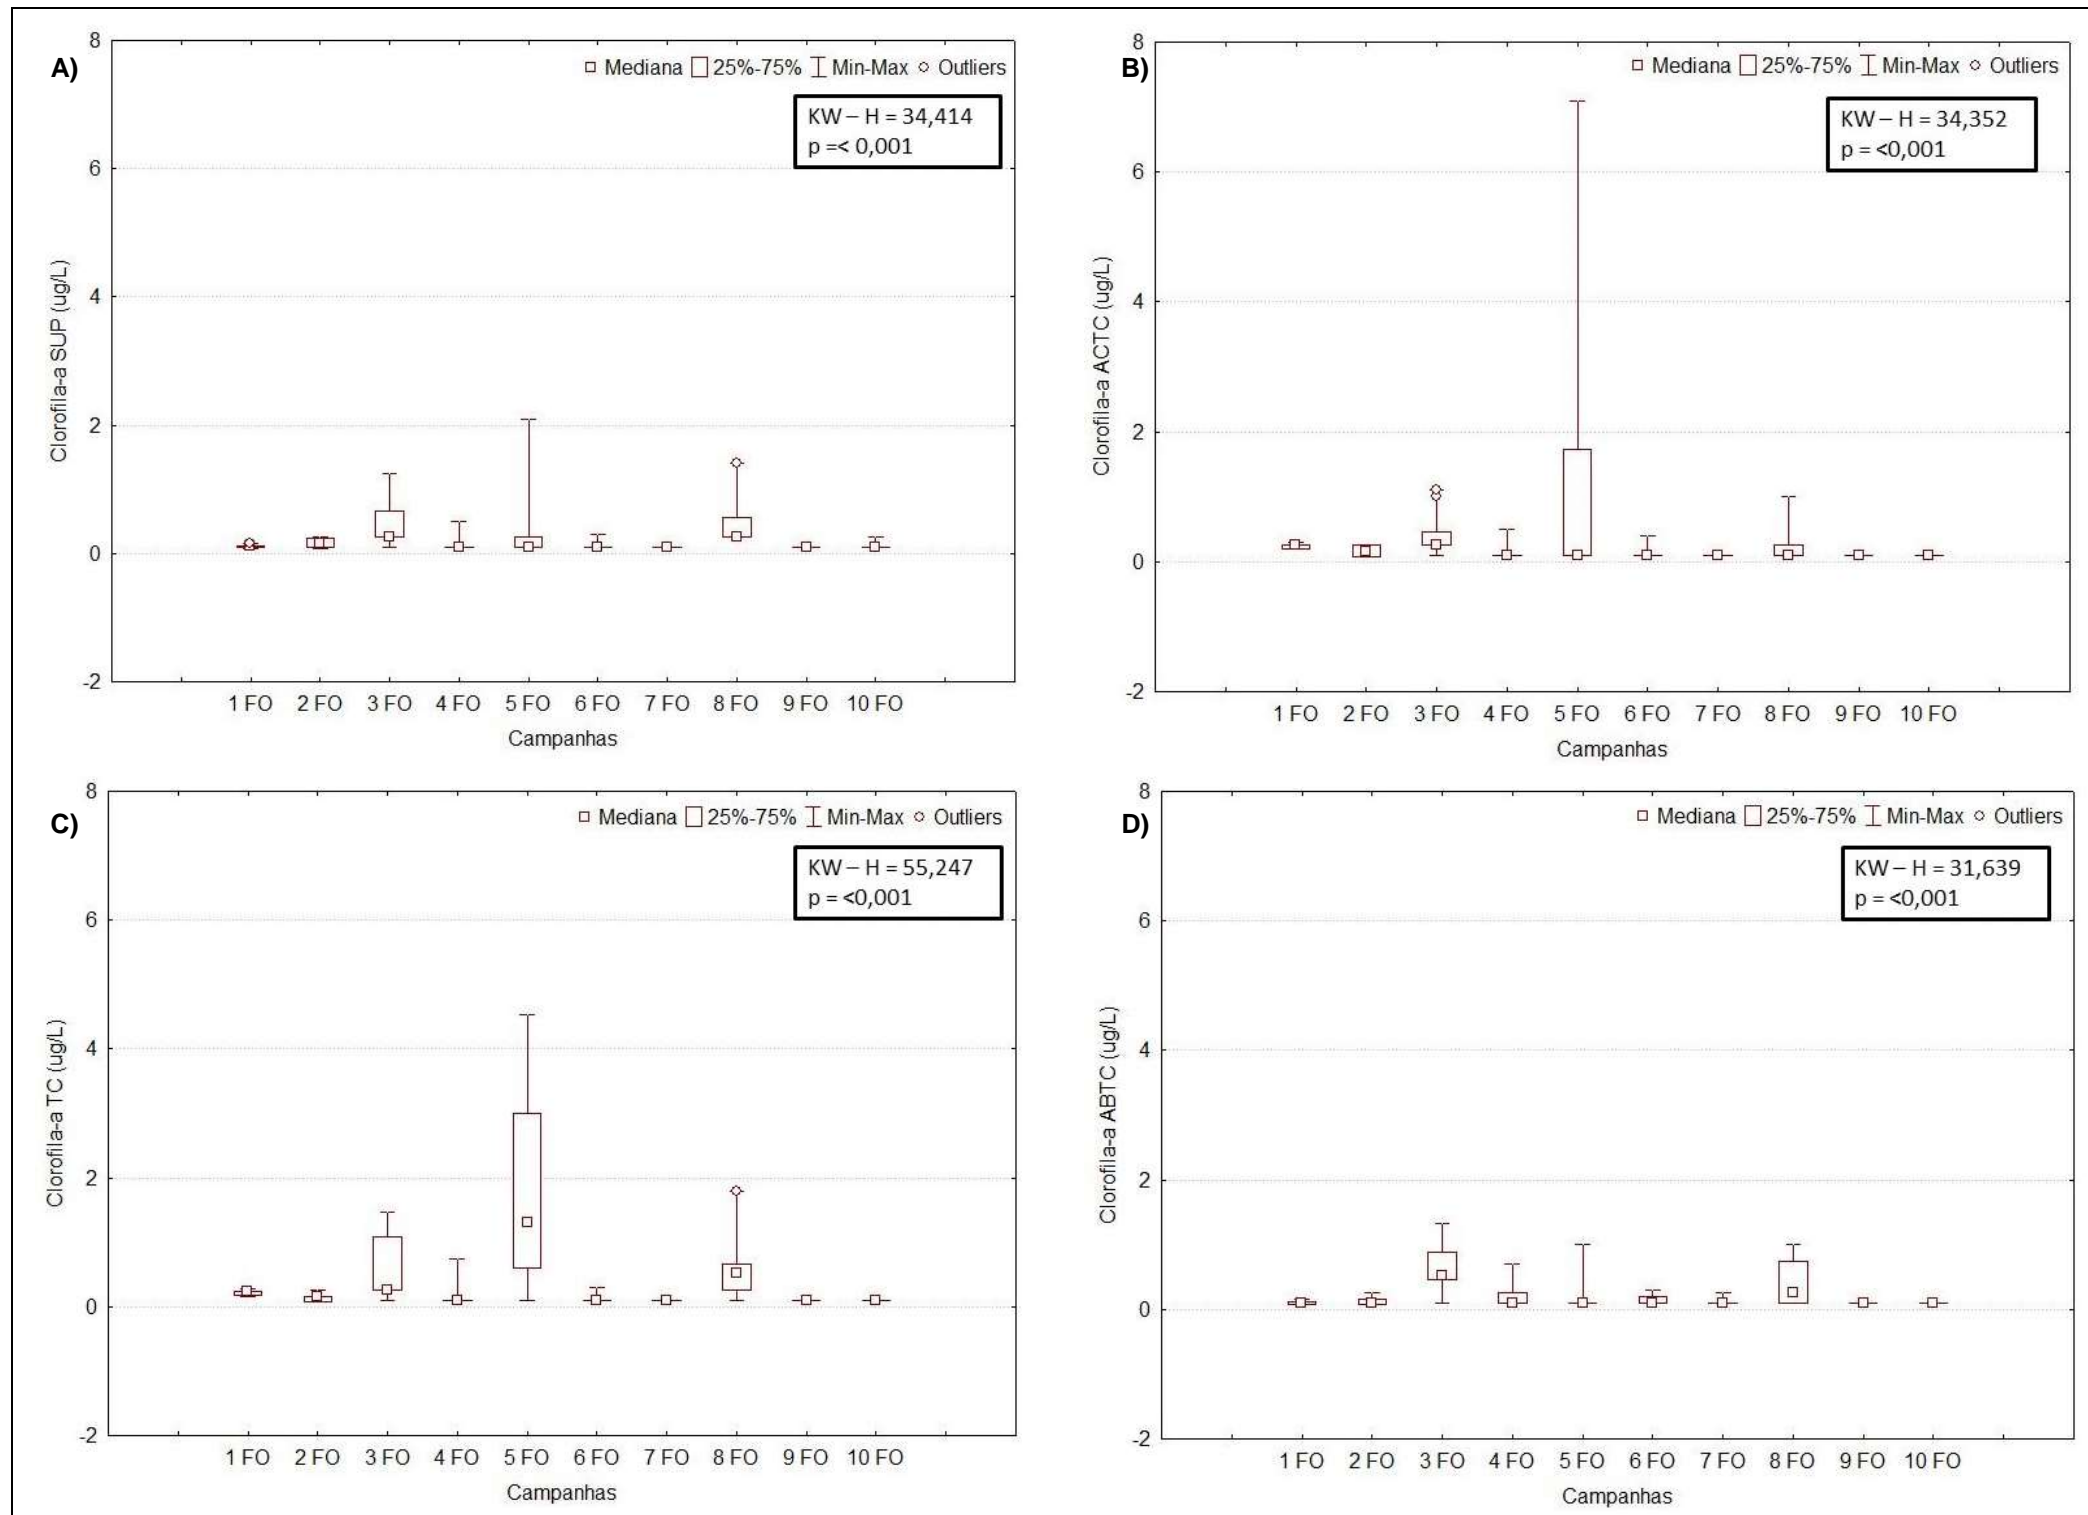 A)
8
6
4
2
0
-2
Clorofila-a SUP (ug/L)
Mediana 25%-75% Min-Max Outliers
KW – H = 34,414
p =< 0,001
1 FO 2 FO 3 FO 4 FO 5 FO 6 FO 7 FO 8 FO 9 FO 10 FO
Campanhas
B)
8
6
4
2
0
-2
Clorofila-a ACTC (ug/L)
Mediana 25%-75% Min-Max Outliers
KW – H = 34,352
p = <0,001
1 FO 2 FO 3 FO 4 FO 5 FO 6 FO 7 FO 8 FO 9 FO 10 FO
Campanhas
C)
8
6
4
2
0
-2
Clorofila-a TC (ug/L)
Mediana 25%-75% Min-Max Outliers
KW – H = 55,247
p = <0,001
1 FO 2 FO 3 FO 4 FO 5 FO 6 FO 7 FO 8 FO 9 FO 10 FO
Campanhas
D)
8
6
4
2
0
-2
Clorofila-a ABTC (ug/L)
Mediana 25%-75% Min-Max Outliers
KW – H = 31,639
p = <0,001
1 FO 2 FO 3 FO 4 FO 5 FO 6 FO 7 FO 8 FO 9 FO 10 FO
Campanhas